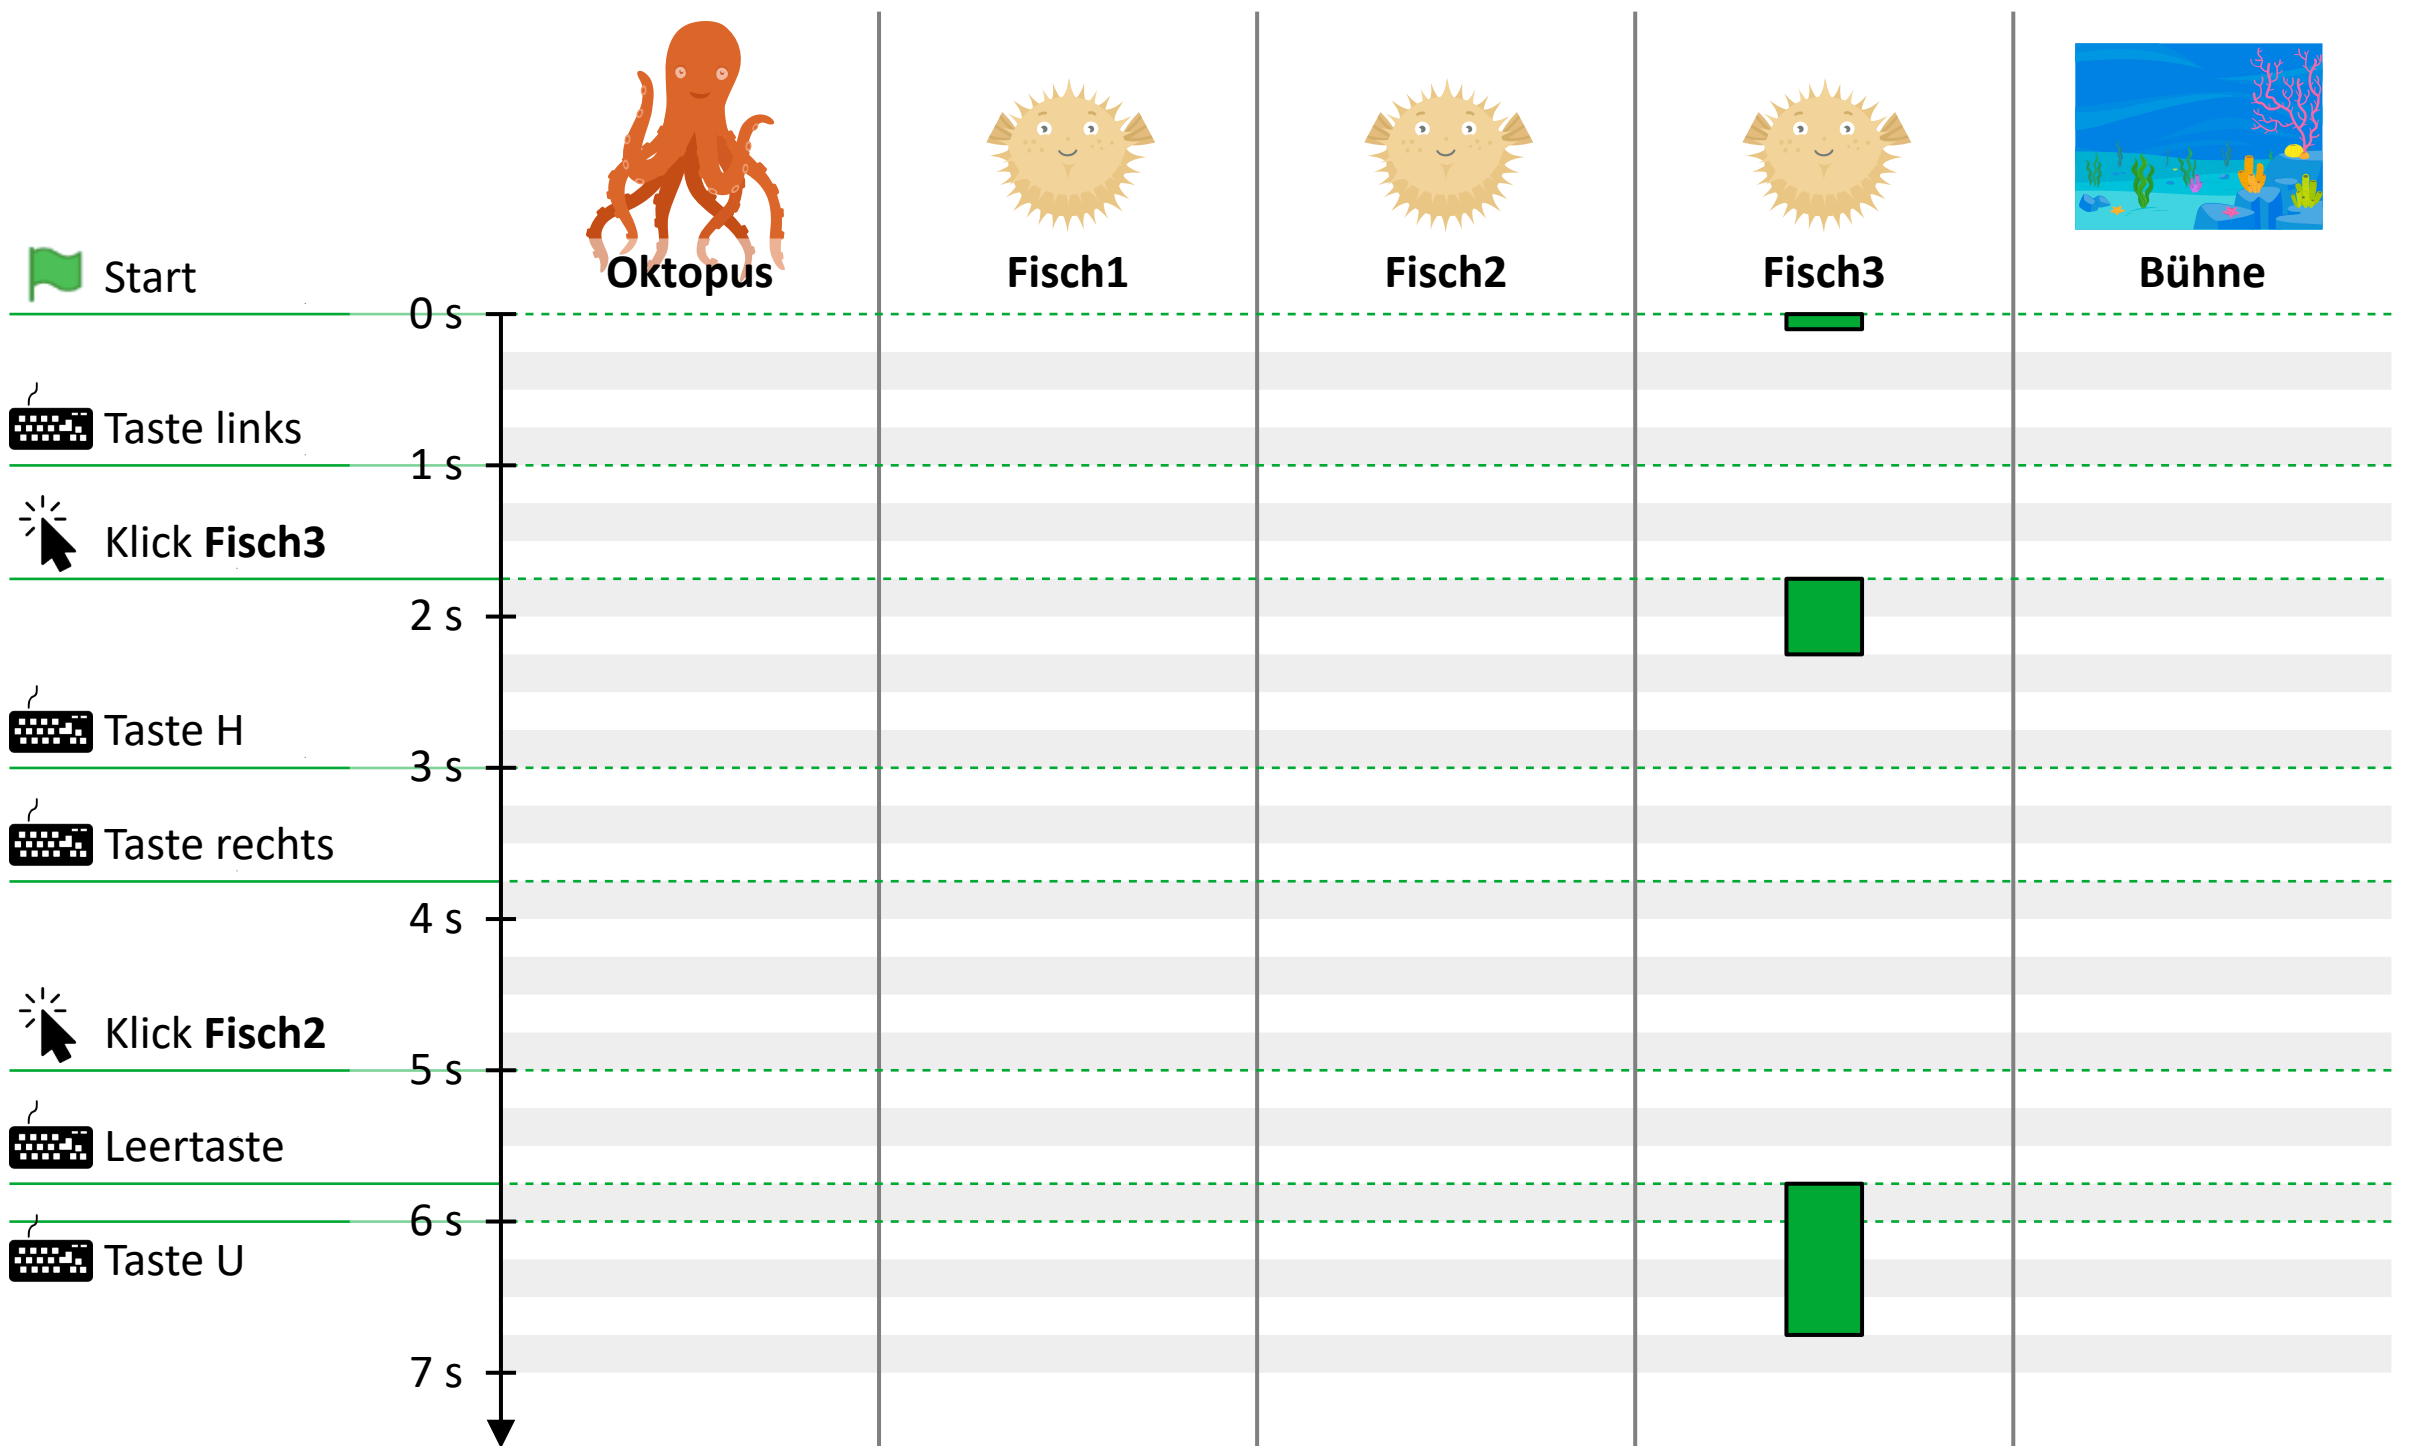 Oktopus
Fisch1
Fisch2
Fisch3
Bühne
Start
0 s
Taste links
1 s
Klick Fisch3
2 s
Taste H
3 s
Taste rechts
4 s
Klick Fisch2
5 s
Leertaste
6 s
Taste U
7 s